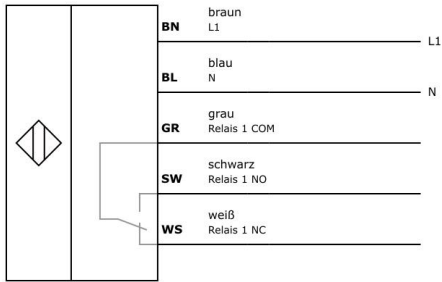 braun
BN L1
L1
blau
BL N
N
grau
GR Relais 1 COM
schwarz
SW Relais 1 NO
weiß
WS Relais 1 NC